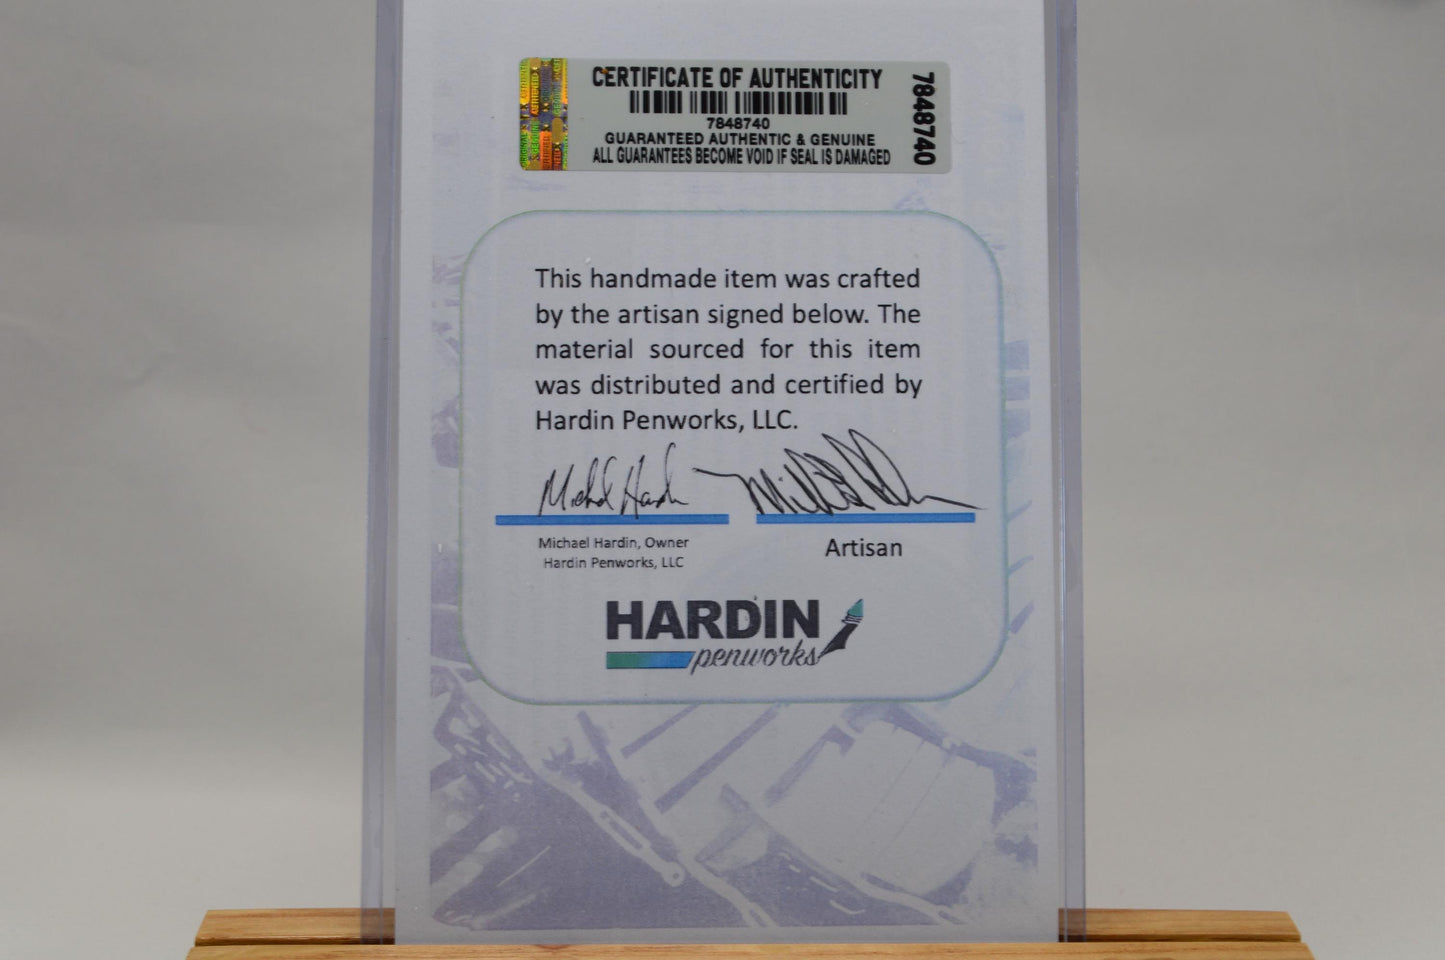 CERTIFICATE OF AUTHENTICITY
7848740
GUARANTEED AUTHENTIC & GENUINE
ALL GUARANTEES BECOME VOID IF SEAL IS DAMAGED
7848740
This handmade item was crafted
by the artisan signed below. The
material sourced for this item
was distributed and certified by
Hardin Penworks, LLC.
Michael Hardin, Owner
Hardin Penworks, LLC
Artisan
HARDIN
penworks